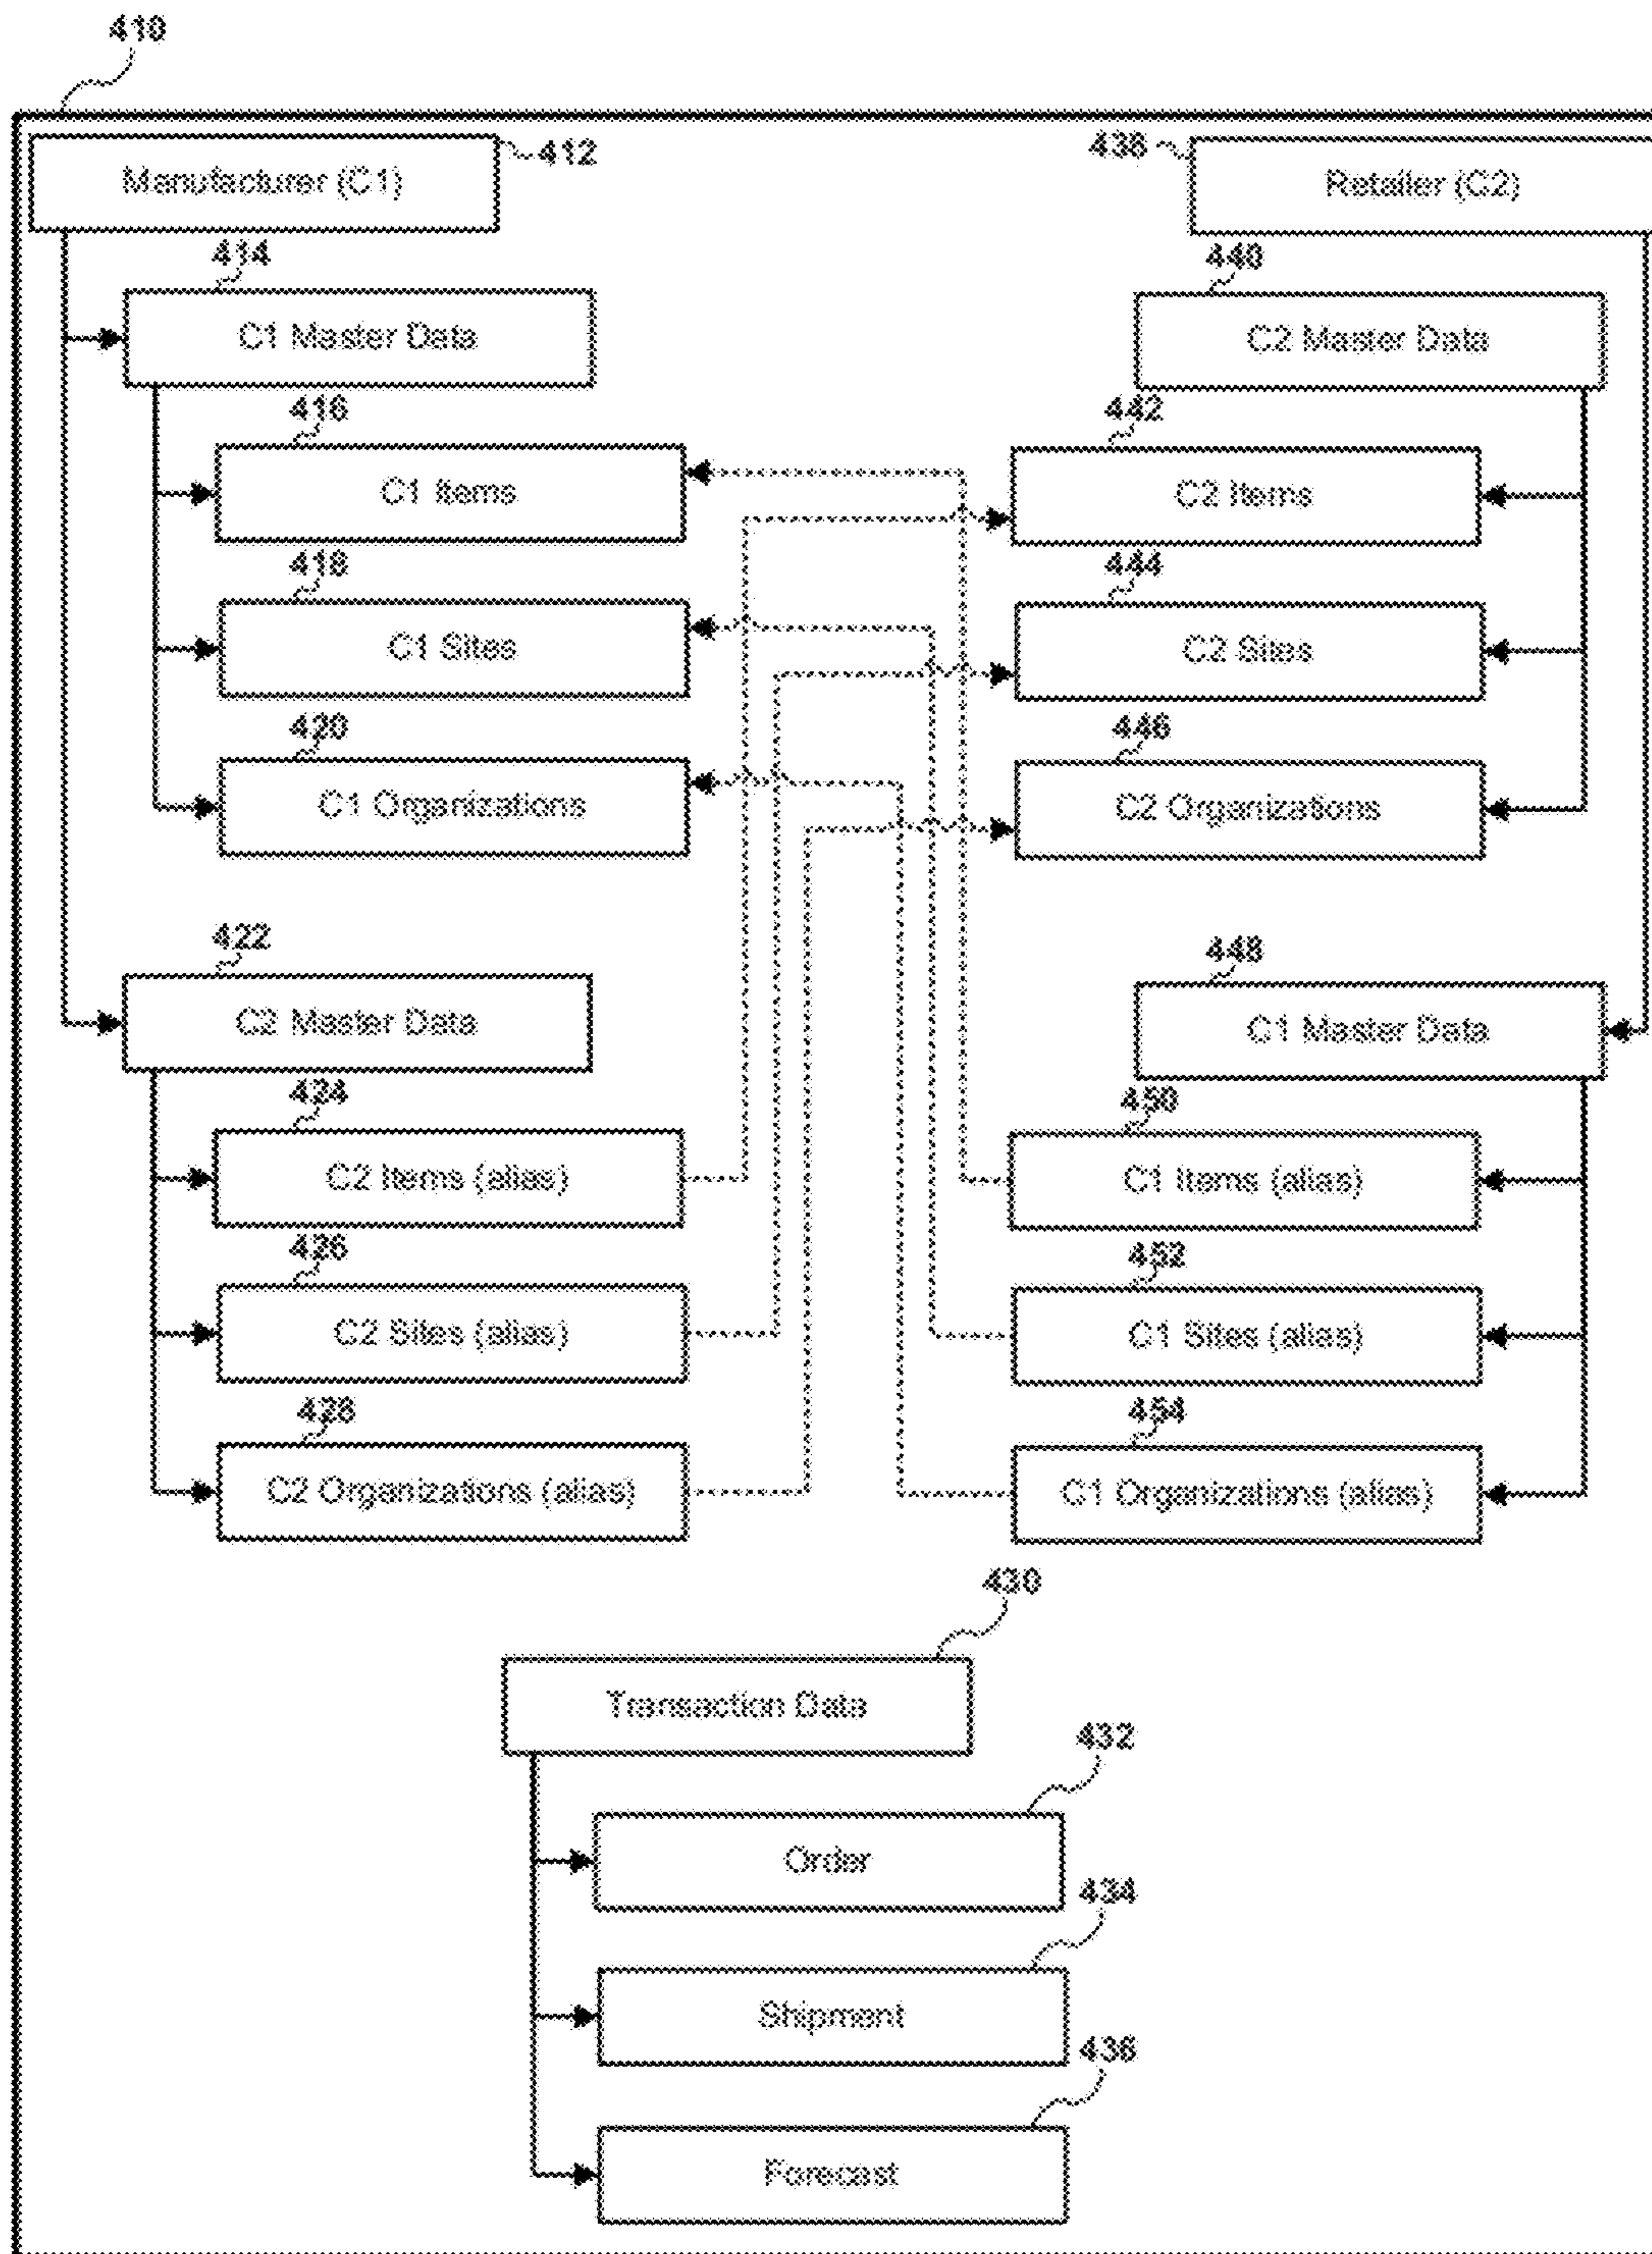 410
Manufacturer (C1)
412
438
Retailer (C2)
414
440
C1 Master Data
C2 Master Data
416
442
C1 Items
C2 Items
418
444
C1 Sites
C2 Sites
420
446
C1 Organizations
C2 Organizations
422
448
C2 Master Data
C1 Master Data
424
450
C2 Items (alias)
C1 Items (alias)
426
452
C2 Sites (alias)
C1 Sites (alias)
428
454
C2 Organizations (alias)
C1 Organizations (alias)
430
Transaction Data
432
Order
434
Shipment
436
Forecast